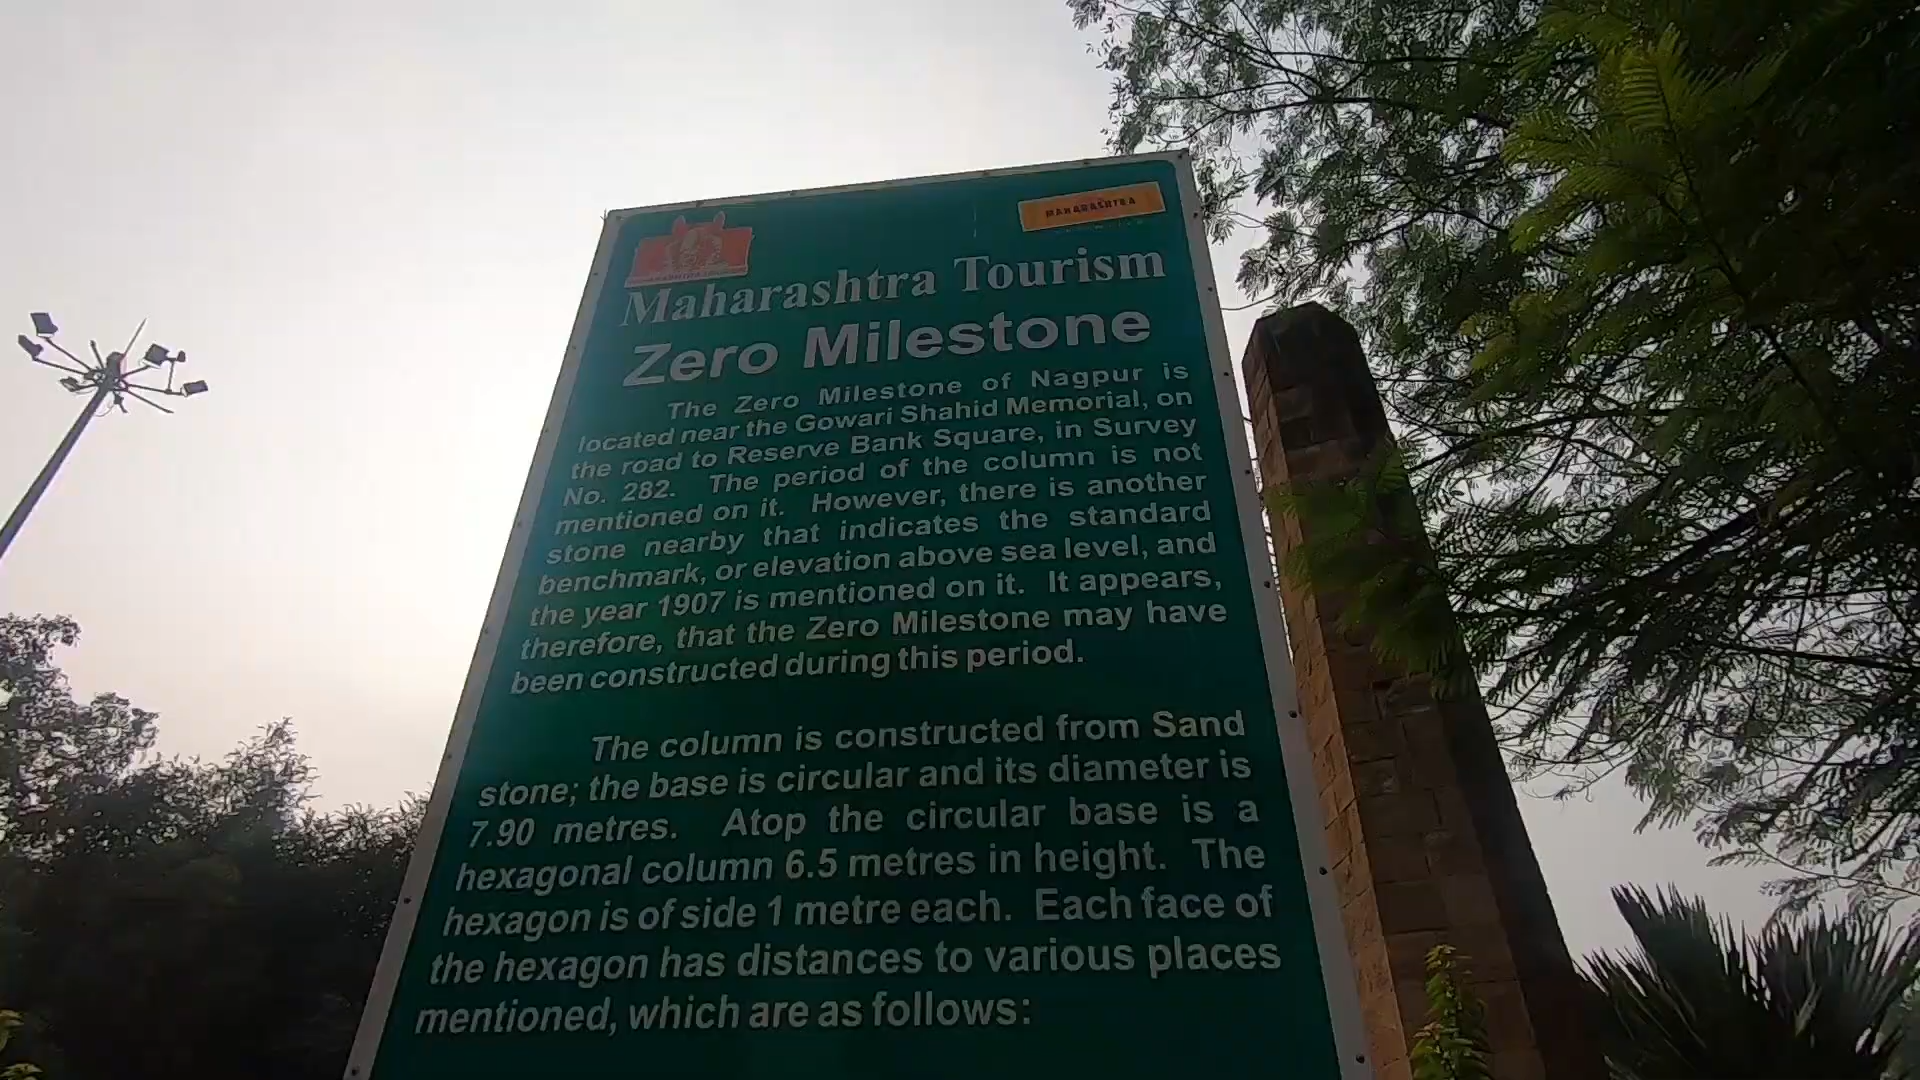 MAHARASHTRA
Maharashtra Tourism
Zero Milestone
The Zero Milestone of Nagpur is
located near the Gowari Shahid Memorial, on
the road to Reserve Bank Square, in Survey
No. 282. The period of the column is not
mentioned on it. However, there is another
stone nearby that indicates the standard
benchmark, or elevation above sea level, and
the year 1907 is mentioned on it. It appears,
therefore, that the Zero Milestone may have
been constructed during this period.
The column is constructed from Sand
stone; the base is circular and its diameter is
7.90 metres. Atop the circular base is a
hexagonal column 6.5 metres in height. The
hexagon is of side 1 metre each. Each face of
the hexagon has distances to various places
mentioned, which are as follows: